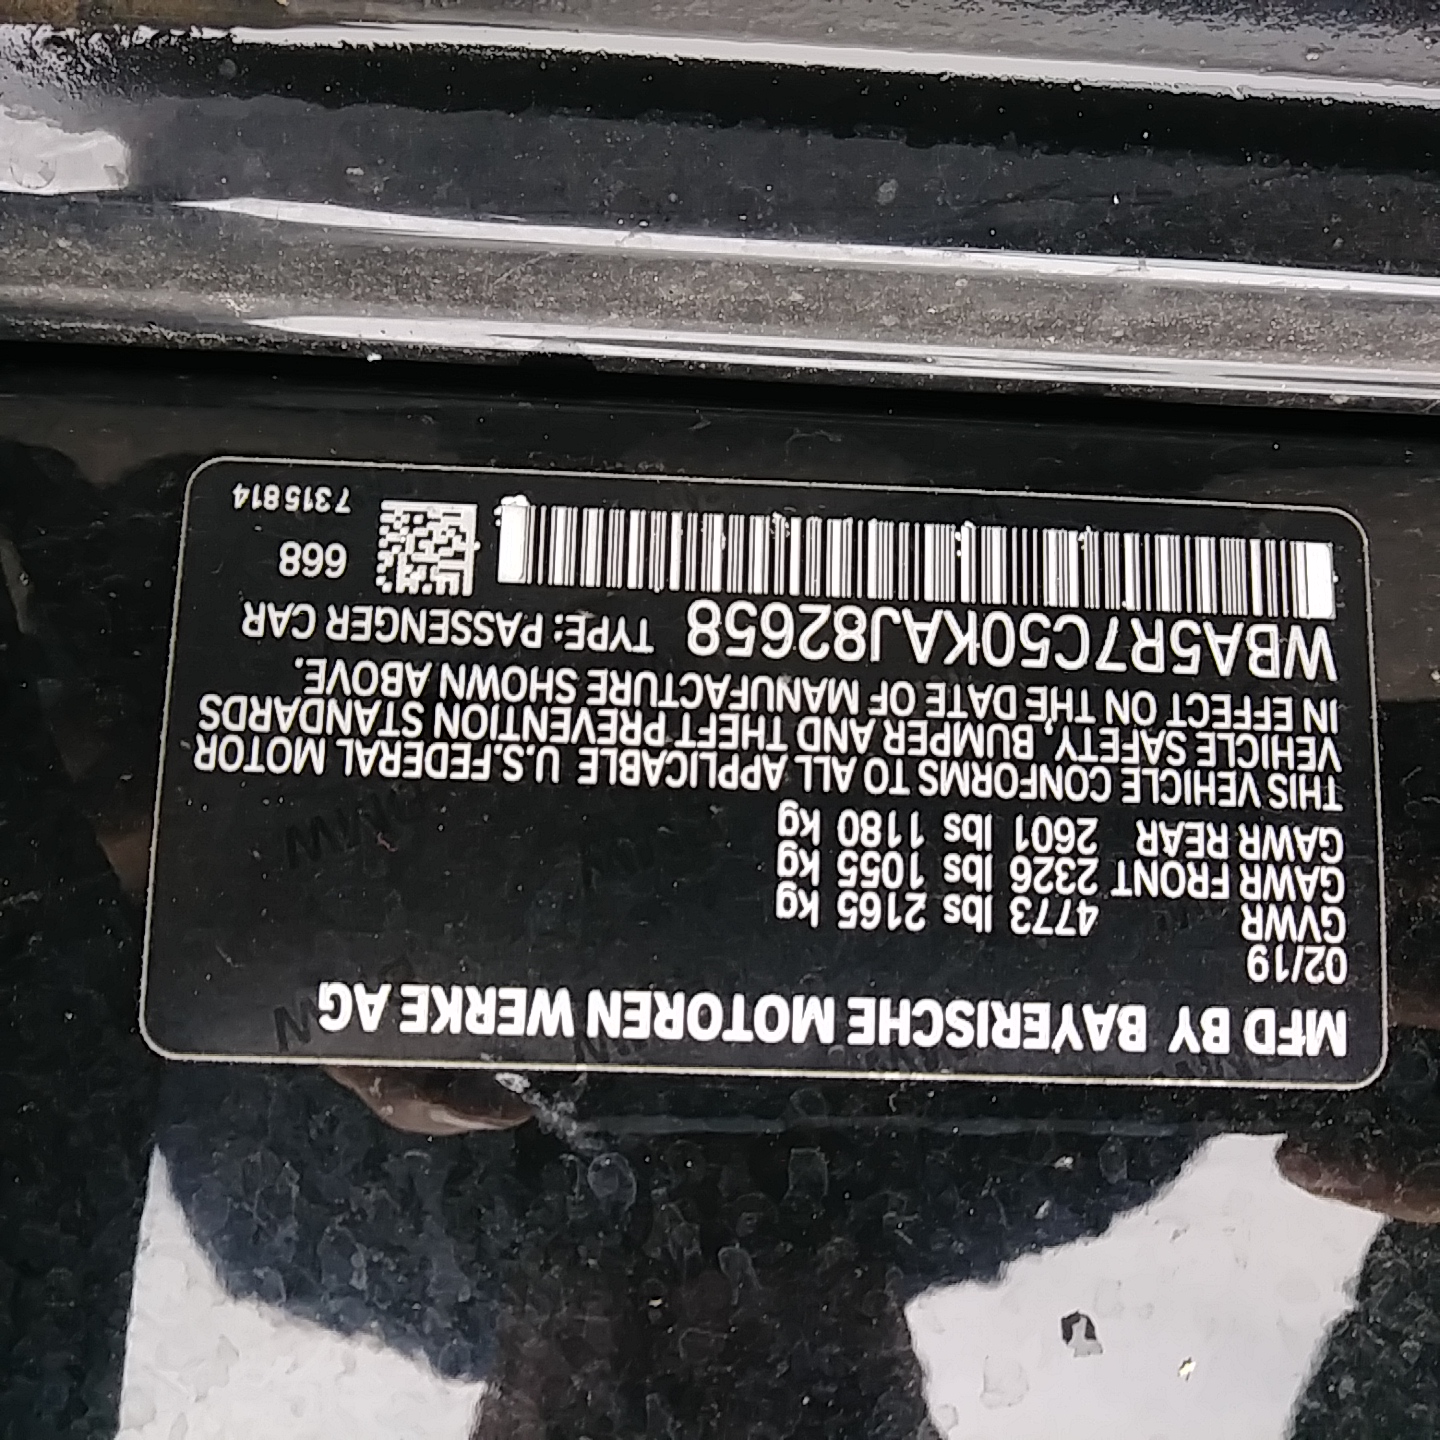 MFD BY BAYERISCHE MOTOREN WERKE AG
02/19
GVWR 4773 lbs 2165 kg
GAWR FRONT 2326 lbs 1055 kg
GAWR REAR 2601 lbs 1180 kg
THIS VEHICLE CONFORMS TO ALL APPLICABLE U.S.FEDERAL MOTOR
VEHICLE SAFETY, BUMPER AND THEFT PREVENTION STANDARDS
IN EFFECT ON THE DATE OF MANUFACTURE SHOWN ABOVE.
WBA5R7C50KAJ82658 TYPE: PASSENGER CAR
668
7315814